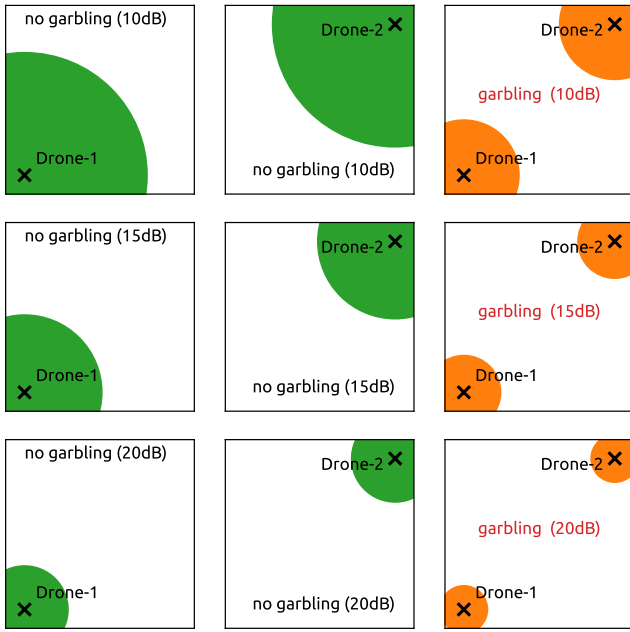 no garbling (10dB)
Drone-1
Drone-2
no garbling (10dB)
Drone-2
garbling (10dB)
Drone-1
no garbling (15dB)
Drone-1
Drone-2
no garbling (15dB)
Drone-2
garbling (15dB)
Drone-1
no garbling (20dB)
Drone-1
Drone-2
no garbling (20dB)
Drone-2
garbling (20dB)
Drone-1